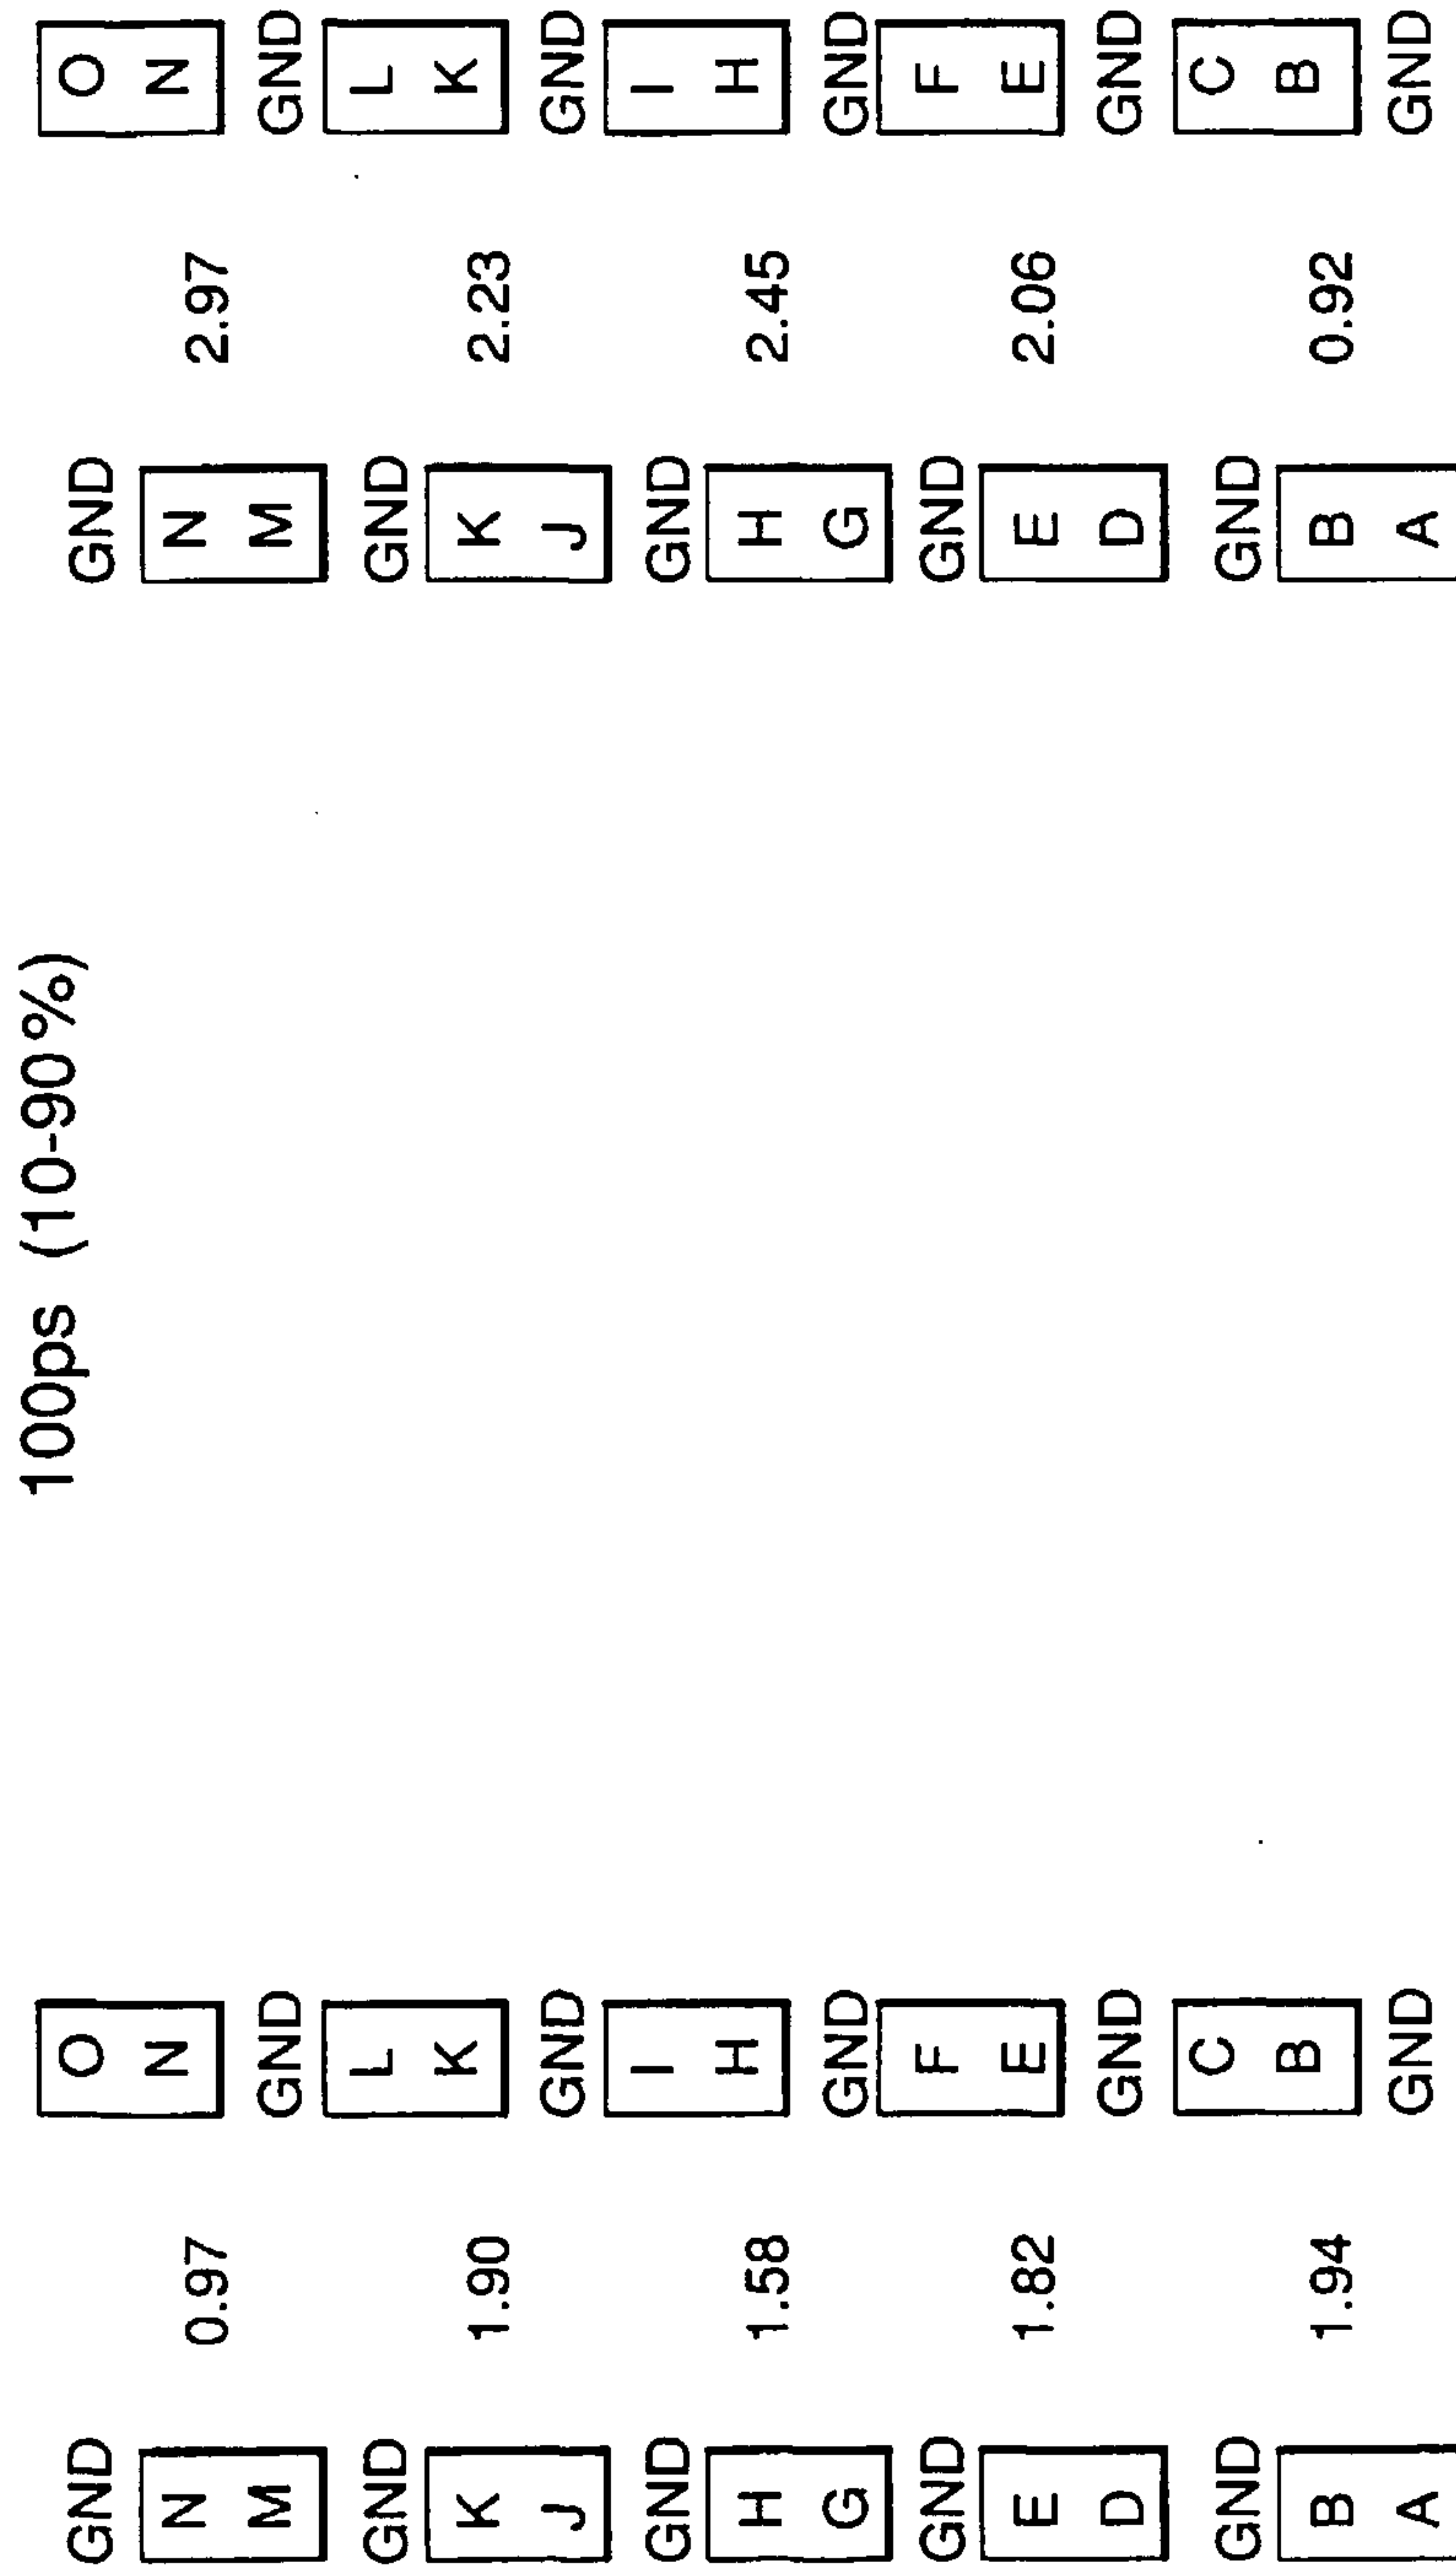 100ps (10-90%)
GND
N
M
GND
K
J
GND
H
G
GND
E
D
GND
B
A
0.97
1.90
1.58
1.82
1.94
O
N
GND
L
K
GND
I
H
GND
F
E
GND
C
B
GND
GND
N
M
GND
K
J
GND
H
G
GND
E
D
GND
B
A
2.97
2.23
2.45
2.06
0.92
O
N
GND
L
K
GND
I
H
GND
F
E
GND
C
B
GND